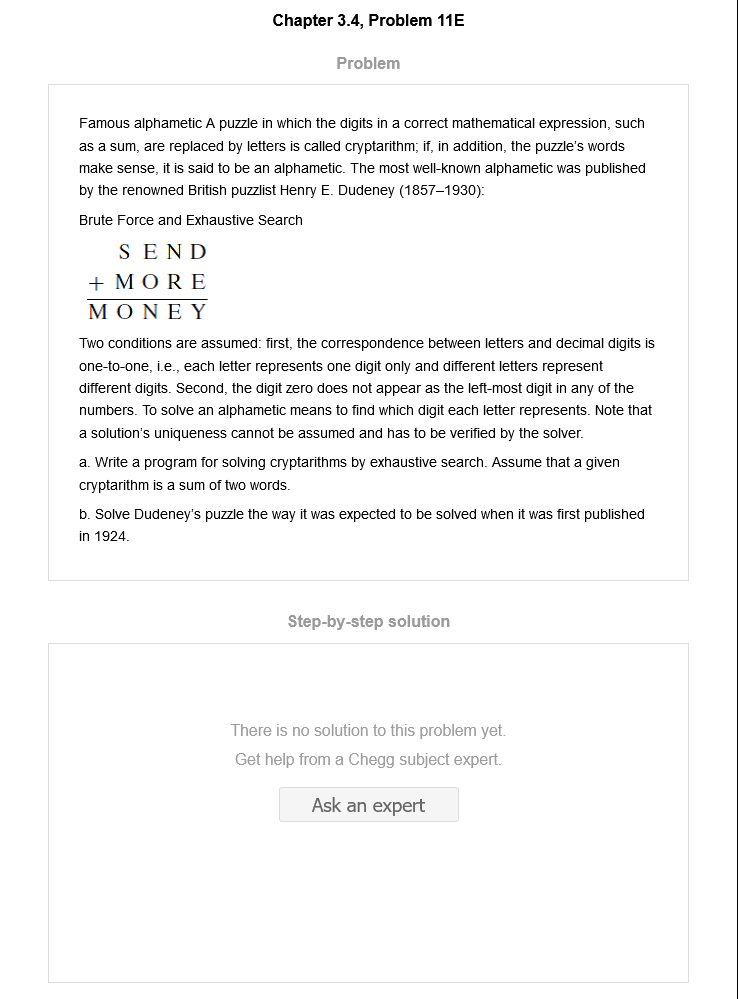 Chapter 3.4, Problem 11E
Problem
Famous alphametic A puzzle in which the digits in a correct mathematical expression, such
as a sum, are replaced by letters is called cryptarithm; if, in addition, the puzzle's words
make sense, it is said to be an alphametic. The most well-known alphametic was published
by the renowned British puzzlist Henry E. Dudeney (1857–1930):
Brute Force and Exhaustive Search
S E N D
+ M O R E
M O N E Y
Two conditions are assumed: first, the correspondence between letters and decimal digits is
one-to-one, i.e., each letter represents one digit only and different letters represent
different digits. Second, the digit zero does not appear as the left-most digit in any of the
numbers. To solve an alphametic means to find which digit each letter represents. Note that
a solution's uniqueness cannot be assumed and has to be verified by the solver.
a. Write a program for solving cryptarithms by exhaustive search. Assume that a given
cryptarithm is a sum of two words.
b. Solve Dudeney's puzzle the way it was expected to be solved when it was first published
in 1924.
Step-by-step solution
There is no solution to this problem yet.
Get help from a Chegg subject expert.
Ask an expert